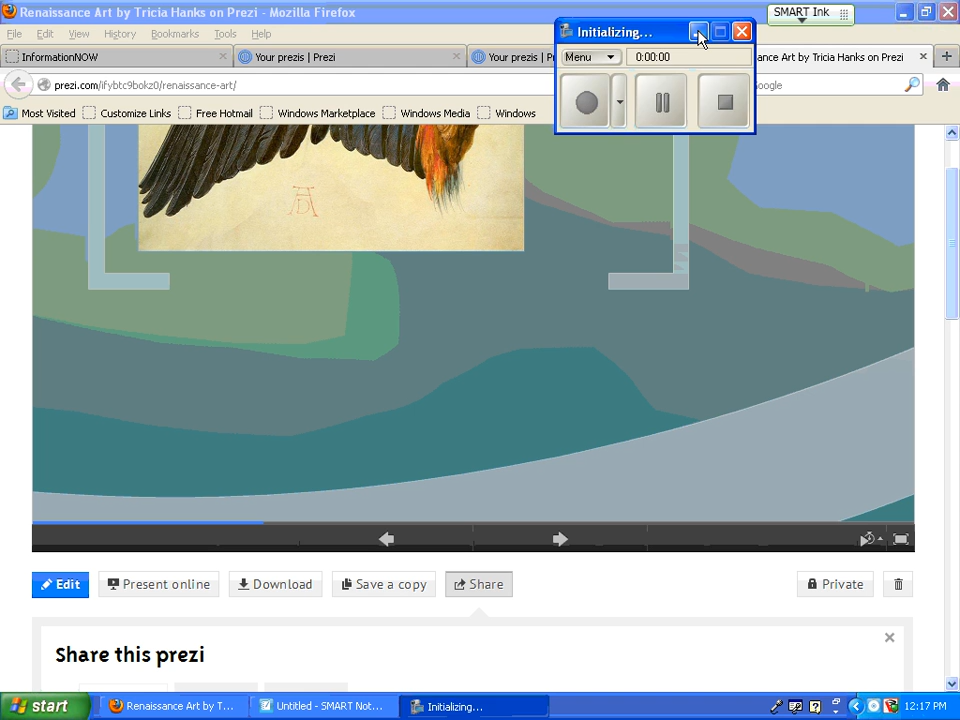 Renaissance Art by Tricia Hanks on Prezi - Mozilla Firefox
SMART Ink
File Edit View History Bookmarks Tools Help
Initializing...
InformationNOW
Your prezis | Prezi
Your prezis | P
ance Art by Tricia Hanks on Prezi
Menu
0:00:00
prezi.com/ifybtc9bokz0/renaissance-art/
oogle
Most Visited Customize Links Free Hotmail Windows Marketplace Windows Media Windows
AD
Edit
Present online
Download
Save a copy
Share
Private
Share this prezi
start
Renaissance Art by T...
Untitled - SMART Not...
Initializing...
12:17 PM